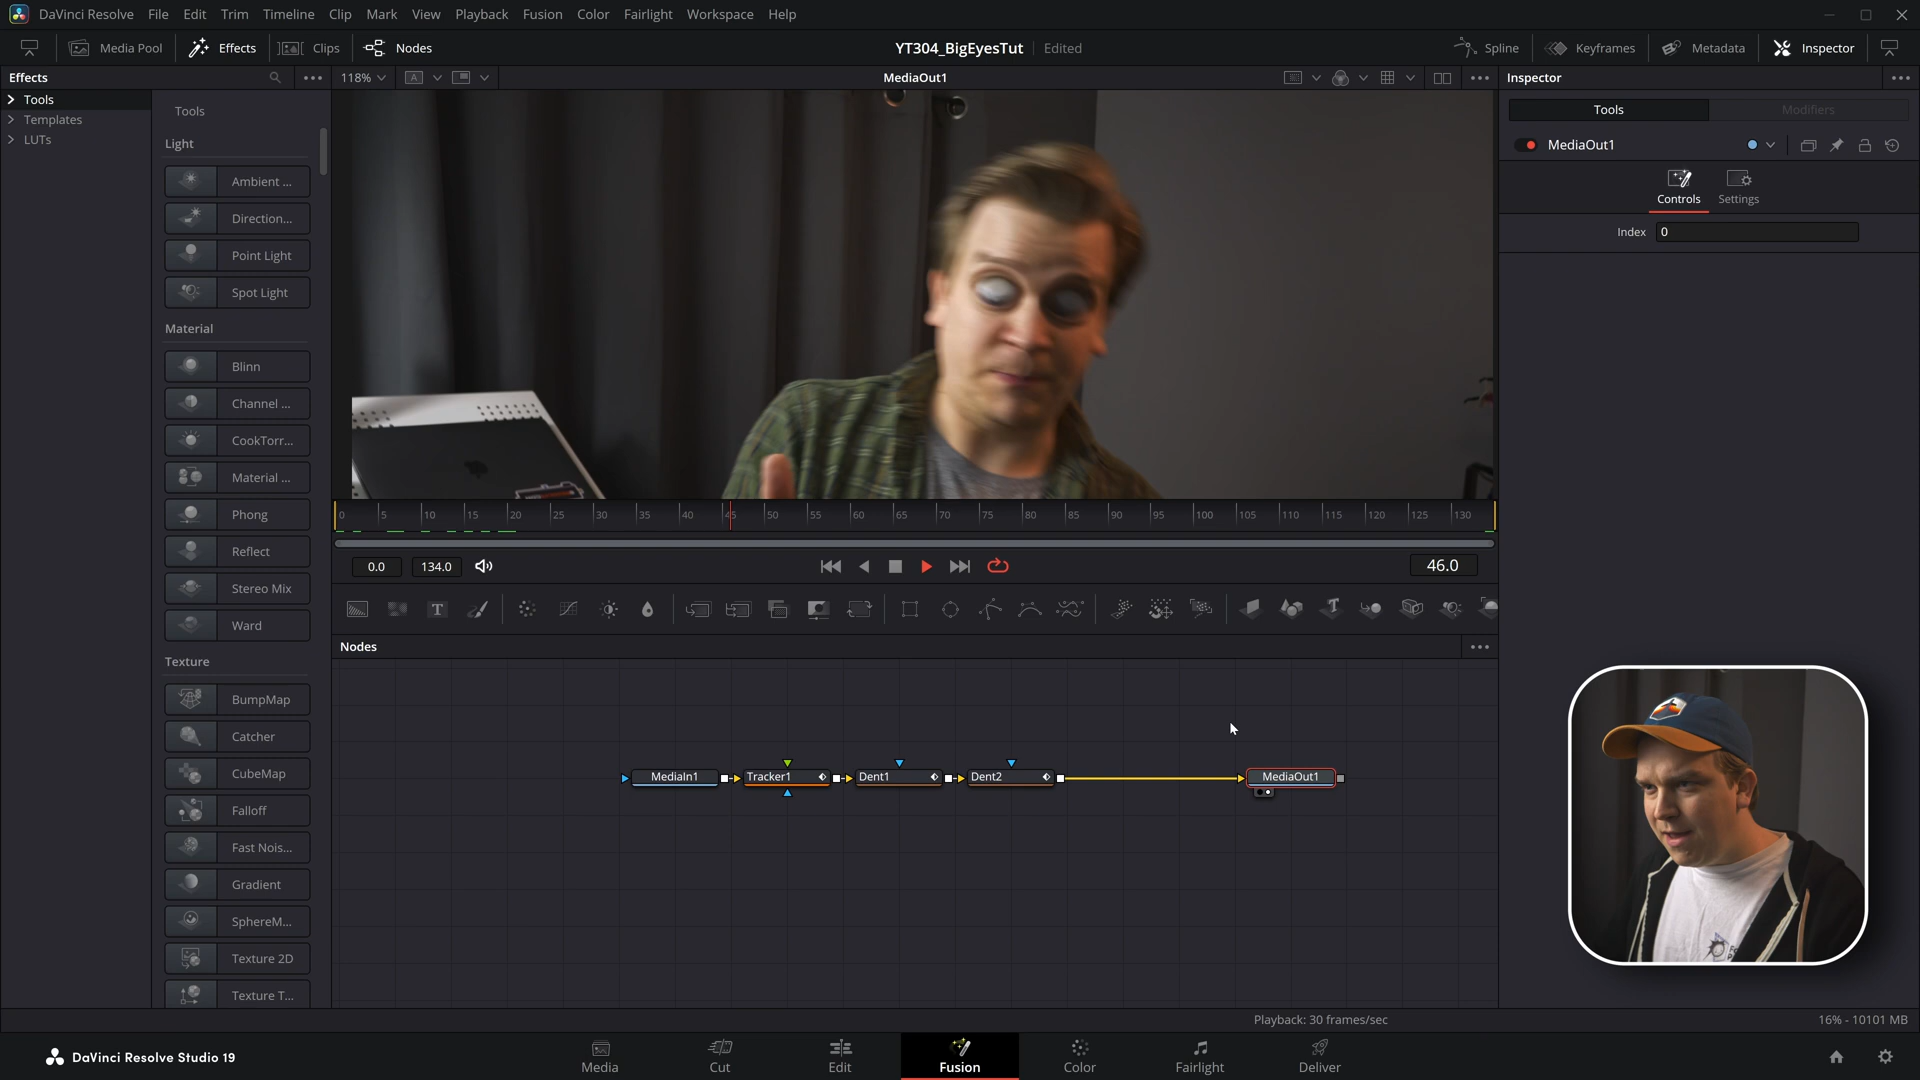 DaVinci Resolve File Edit Trim Timeline Clip Mark View Playback Fusion Color Fairlight Workspace Help
Media Pool Effects Clips Nodes YT304_BigEyesTut Edited Spline Keyframes Metadata Inspector
Effects 118% A MediaOut1 Inspector
Tools
Templates
LUTs
Tools
Light
Ambient ...
Direction...
Point Light
Spot Light
Material
Blinn
Channel ...
CookTorr...
Material ...
Phong
Reflect
Stereo Mix
Ward
Texture
BumpMap
Catcher
CubeMap
Falloff
Fast Nois...
Gradient
SphereM...
Texture 2D
Texture T...
0 5 10 15 20 25 30 35 40 45 50 55 60 65 70 75 80 85 90 95 100 105 110 115 120 125 130
0.0 134.0 46.0
T T
Nodes
MediaIn1 Tracker1 Dent1 Dent2 MediaOut1
Tools Modifiers
MediaOut1
Controls Settings
Index 0
Playback: 30 frames/sec 16% - 10101 MB
DaVinci Resolve Studio 19
Media Cut Edit Fusion Color Fairlight Deliver